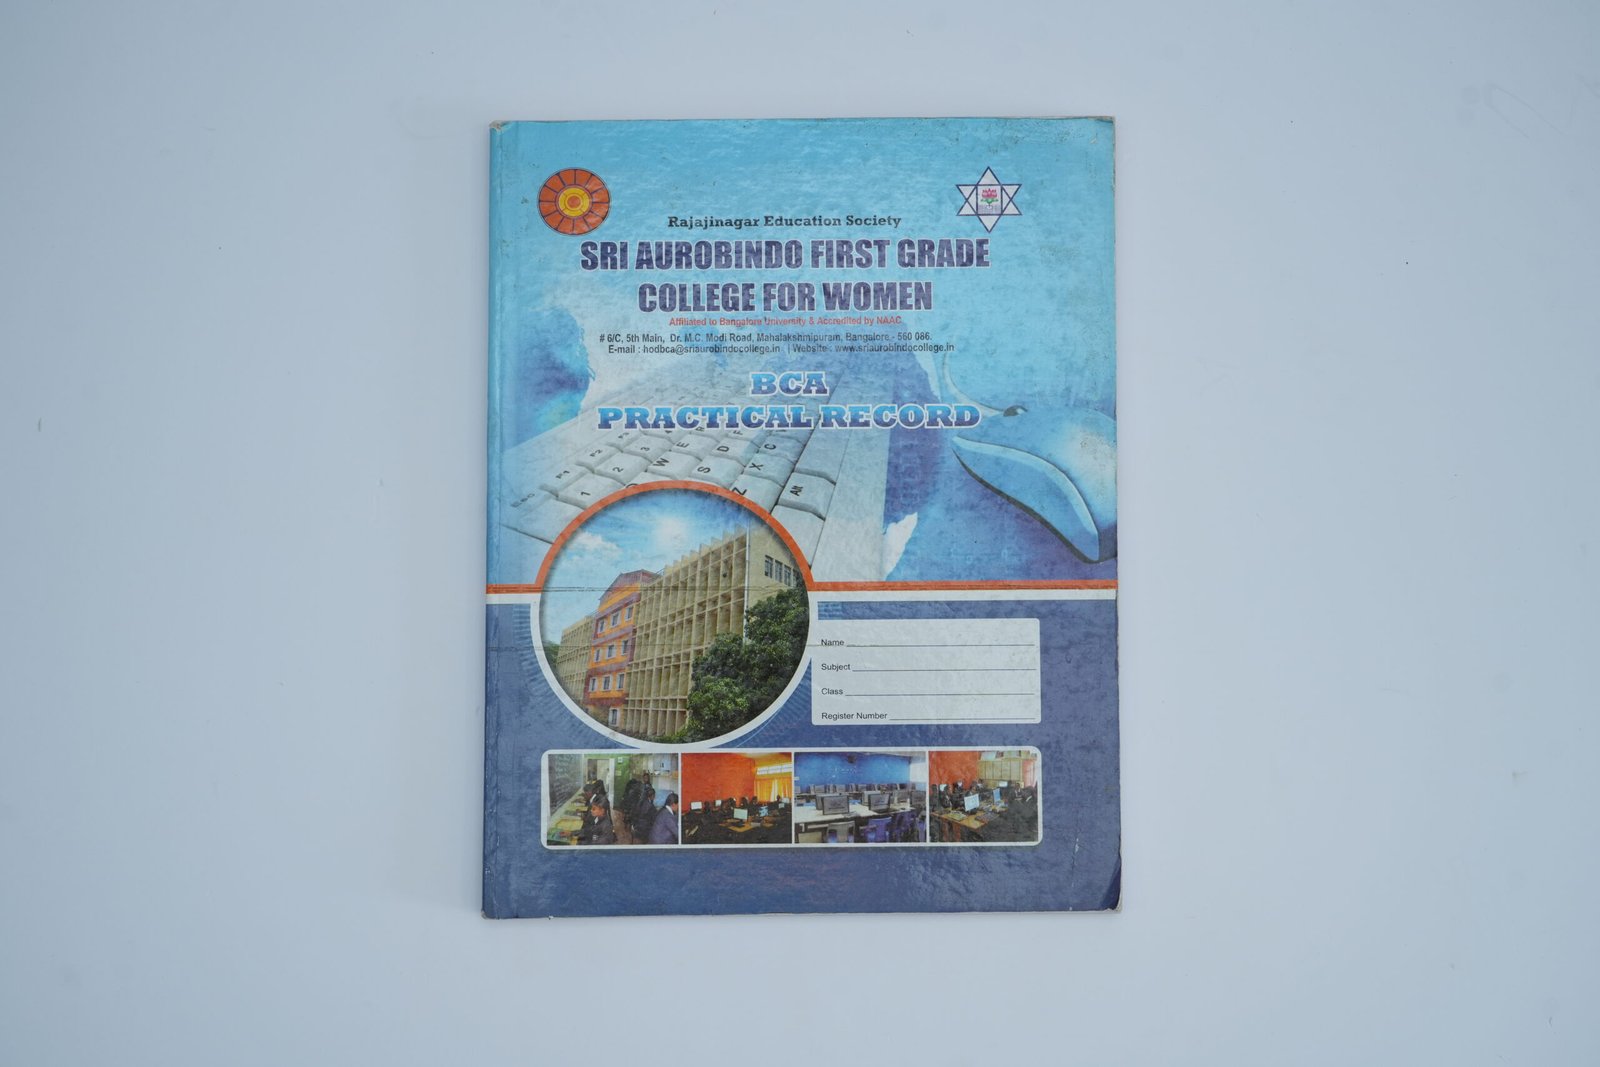 Rajajinagar Education Society
SRI AUROBINDO FIRST GRADE
COLLEGE FOR WOMEN
Affiliated to Bangalore University & Accredited by NAAC
# 6/C, 5th Main, Dr. M.C. Modi Road, Mahalakshmipuram, Bangalore - 560 086.
E-mail : hodbca@sriaurobindocollege.in | Website : www.sriaurobindocollege.in
BCA
PRACTICAL RECORD
Name
Subject
Class
Register Number
Alt